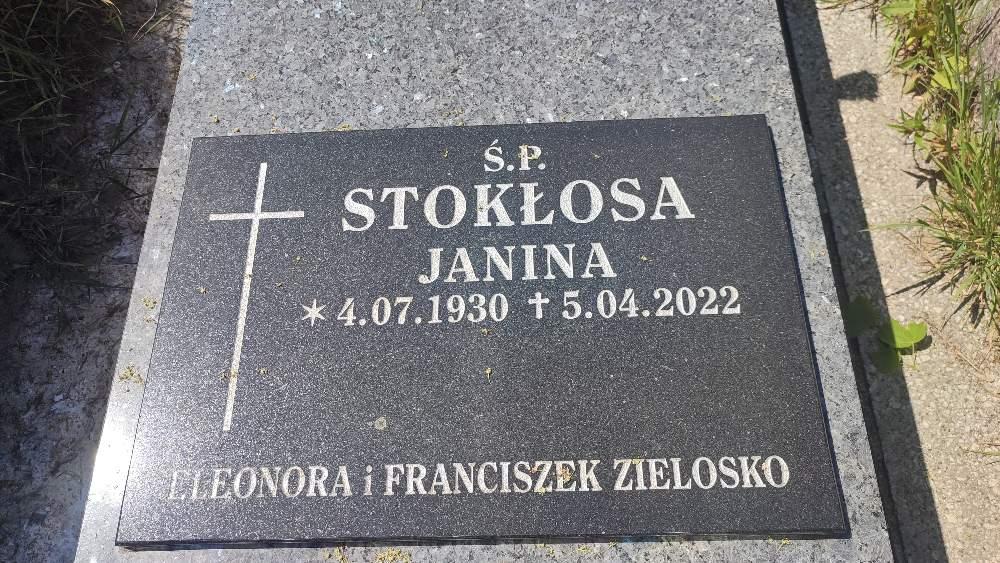 Ś.P.
STOKŁOSA
JANINA
✶ 4.07.1930 ✝ 5.04.2022
ELEONORA i FRANCISZEK ZIELOSKO